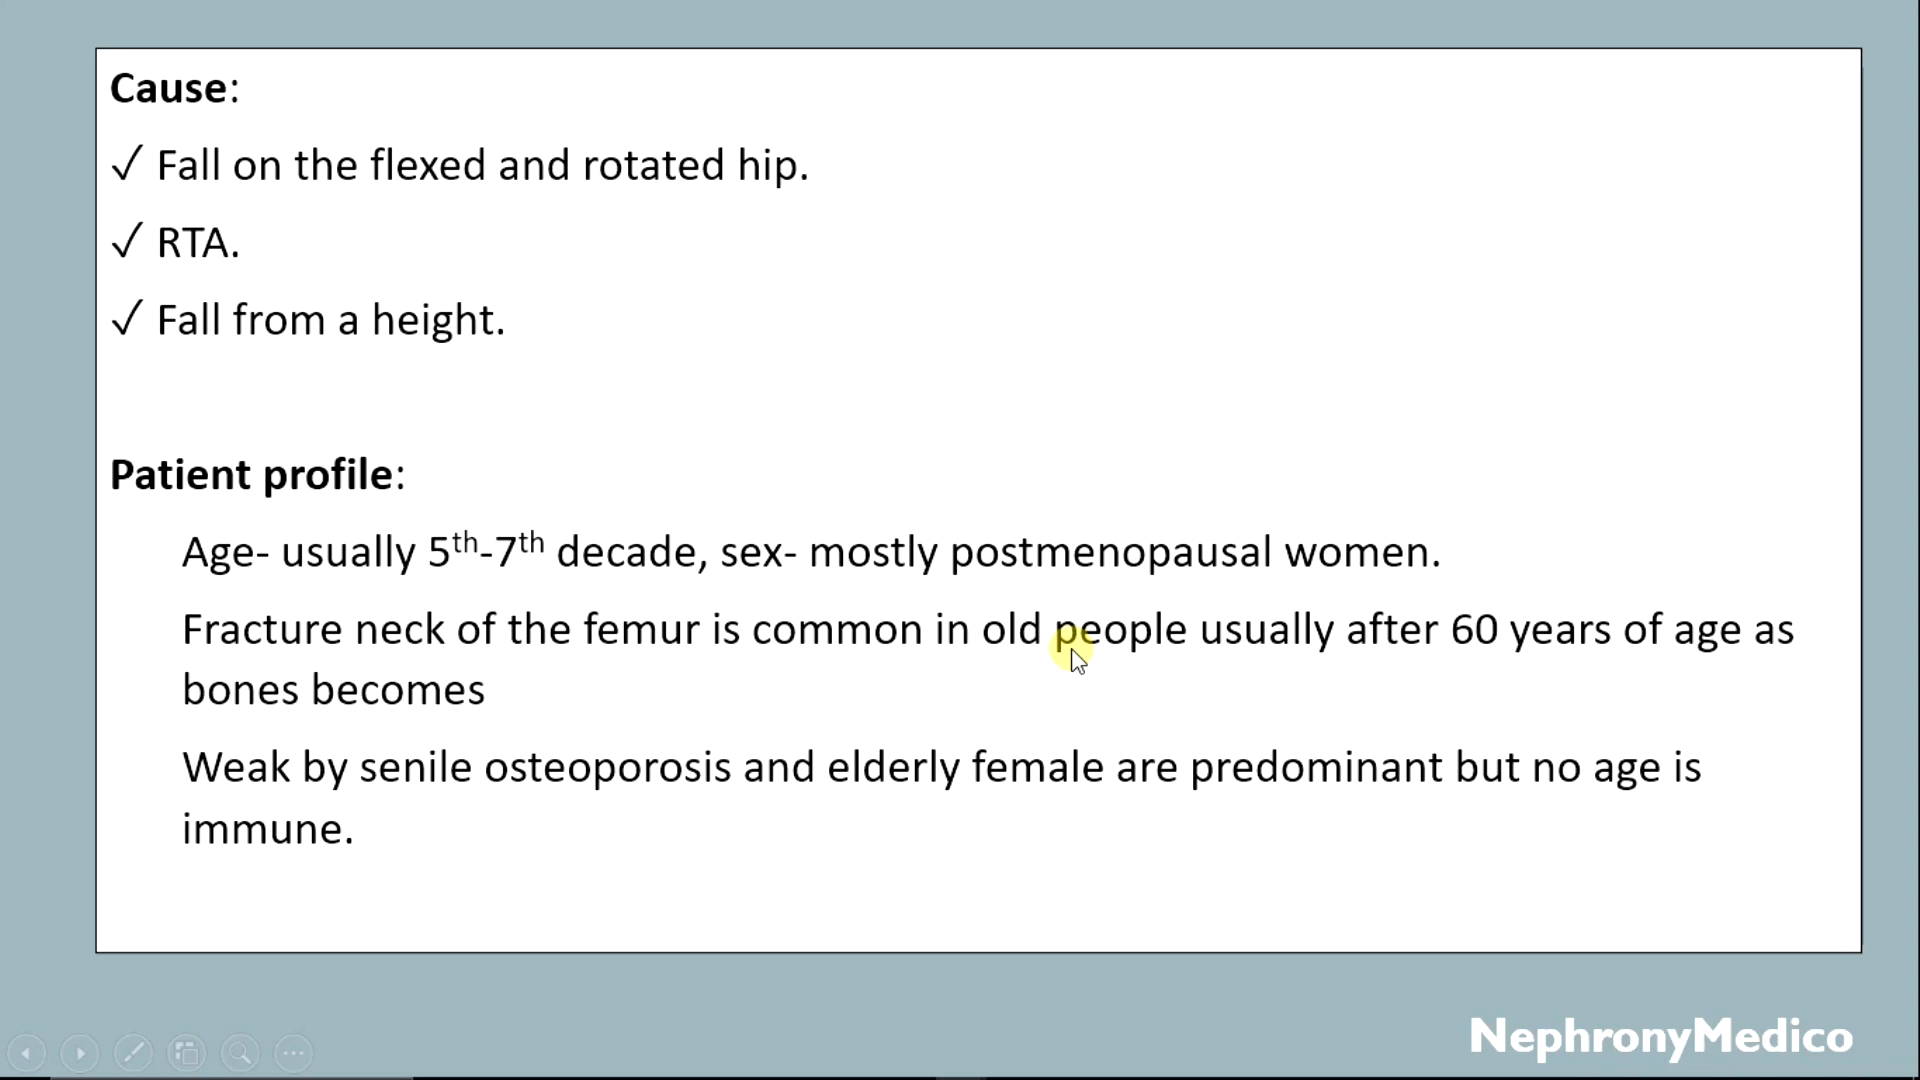 Cause:
✓ Fall on the flexed and rotated hip.
✓ RTA.
✓ Fall from a height.
Patient profile:
Age- usually 5th-7th decade, sex- mostly postmenopausal women.
Fracture neck of the femur is common in old people usually after 60 years of age as
bones becomes
Weak by senile osteoporosis and elderly female are predominant but no age is
immune.
NephronyMedico